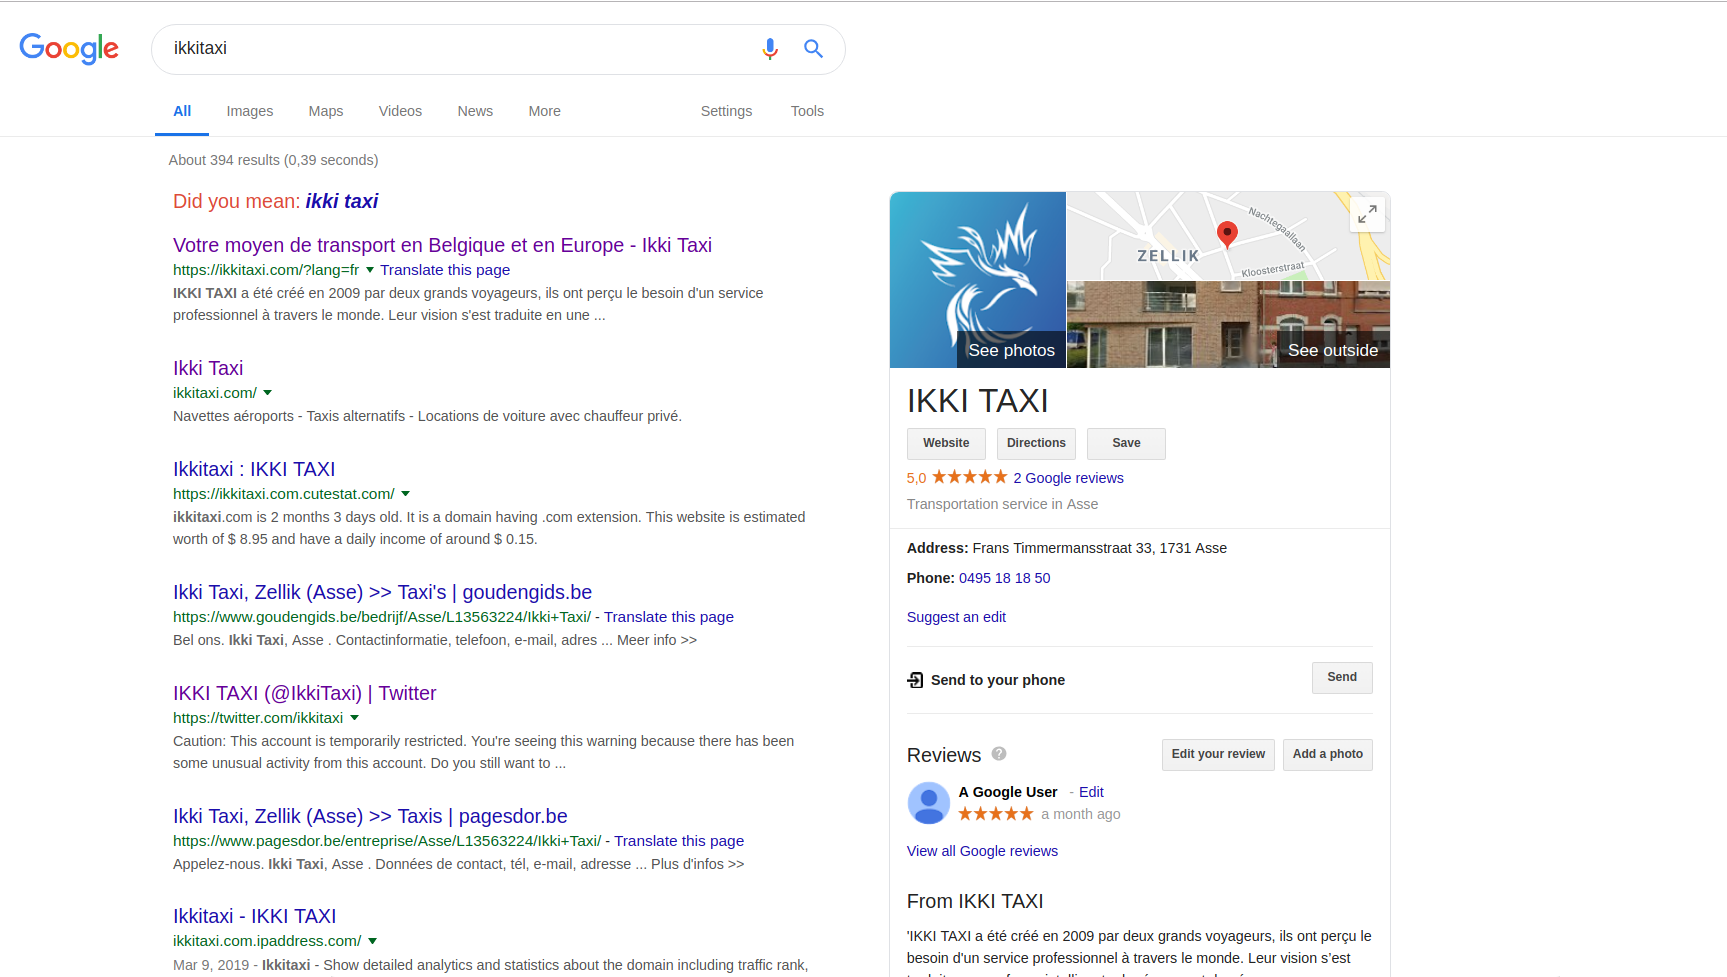 Google
ikkitaxi
All Images Maps Videos News More Settings Tools
About 394 results (0,39 seconds)
Did you mean: ikki taxi
Votre moyen de transport en Belgique et en Europe - Ikki Taxi
https://ikkitaxi.com/?lang=fr Translate this page
IKKI TAXI a été créé en 2009 par deux grands voyageurs, ils ont perçu le besoin d'un service
professionnel à travers le monde. Leur vision s'est traduite en une ...
Ikki Taxi
ikkitaxi.com/
Navettes aéroports - Taxis alternatifs - Locations de voiture avec chauffeur privé.
Ikkitaxi : IKKI TAXI
https://ikkitaxi.com.cutestat.com/
ikkitaxi.com is 2 months 3 days old. It is a domain having .com extension. This website is estimated
worth of $ 8.95 and have a daily income of around $ 0.15.
Ikki Taxi, Zellik (Asse) >> Taxi's | goudengids.be
https://www.goudengids.be/bedrijf/Asse/L13563224/Ikki+Taxi/ - Translate this page
Bel ons. Ikki Taxi, Asse . Contactinformatie, telefoon, e-mail, adres ... Meer info >>
IKKI TAXI (@IkkiTaxi) | Twitter
https://twitter.com/ikkitaxi
Caution: This account is temporarily restricted. You're seeing this warning because there has been
some unusual activity from this account. Do you still want to ...
Ikki Taxi, Zellik (Asse) >> Taxis | pagesdor.be
https://www.pagesdor.be/entreprise/Asse/L13563224/Ikki+Taxi/ - Translate this page
Appelez-nous. Ikki Taxi, Asse . Données de contact, tél, e-mail, adresse ... Plus d'infos >>
Ikkitaxi - IKKI TAXI
ikkitaxi.com.ipaddress.com/
Mar 9, 2019 - Ikkitaxi - Show detailed analytics and statistics about the domain including traffic rank,
Nachtegaallaan
ZELLIK
Kloosterstraat
See photos
See outside
IKKI TAXI
Website Directions Save
5,0 2 Google reviews
Transportation service in Asse
Address: Frans Timmermansstraat 33, 1731 Asse
Phone: 0495 18 18 50
Suggest an edit
Send to your phone Send
Reviews ? Edit your review Add a photo
A Google User - Edit
a month ago
View all Google reviews
From IKKI TAXI
'IKKI TAXI a été créé en 2009 par deux grands voyageurs, ils ont perçu le
besoin d'un service professionnel à travers le monde. Leur vision s'est